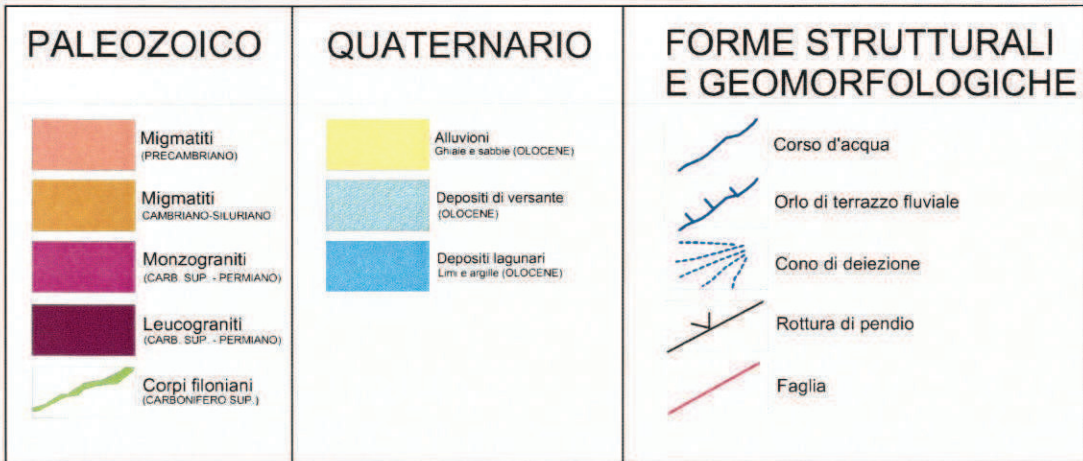 PALEOZOICO
Migmatiti
(PRECAMBRIANO)
Migmatiti
CAMBRIANO-SILURIANO
Monzograniti
(CARB. SUP. - PERMIANO)
Leucograniti
(CARB. SUP. - PERMIANO)
Corpi filoniani
(CARBONIFERO SUP.)
QUATERNARIO
Alluvioni
Ghiaie e sabbie (OLOCENE)
Depositi di versante
(OLOCENE)
Depositi lagunari
Limi e argille (OLOCENE)
FORME STRUTTURALI
E GEOMORFOLOGICHE
Corso d'acqua
Orlo di terrazzo fluviale
Cono di deiezione
Rottura di pendio
Faglia